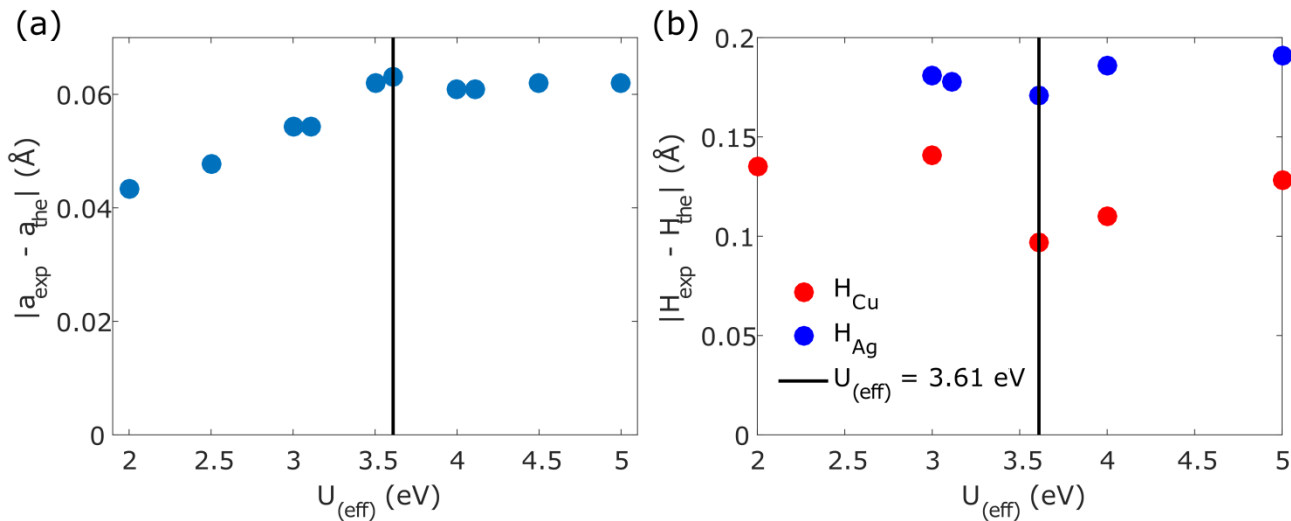 (a)
|a_exp - a_the| (Å)
0.06
0.04
0.02
0
2 2.5 3 3.5 4 4.5 5
U_(eff) (eV)
(b)
|H_exp - H_the| (Å)
0.2
0.15
0.1
0.05
0
H_Cu
H_Ag
U_(eff) = 3.61 eV
2 2.5 3 3.5 4 4.5 5
U_(eff) (eV)